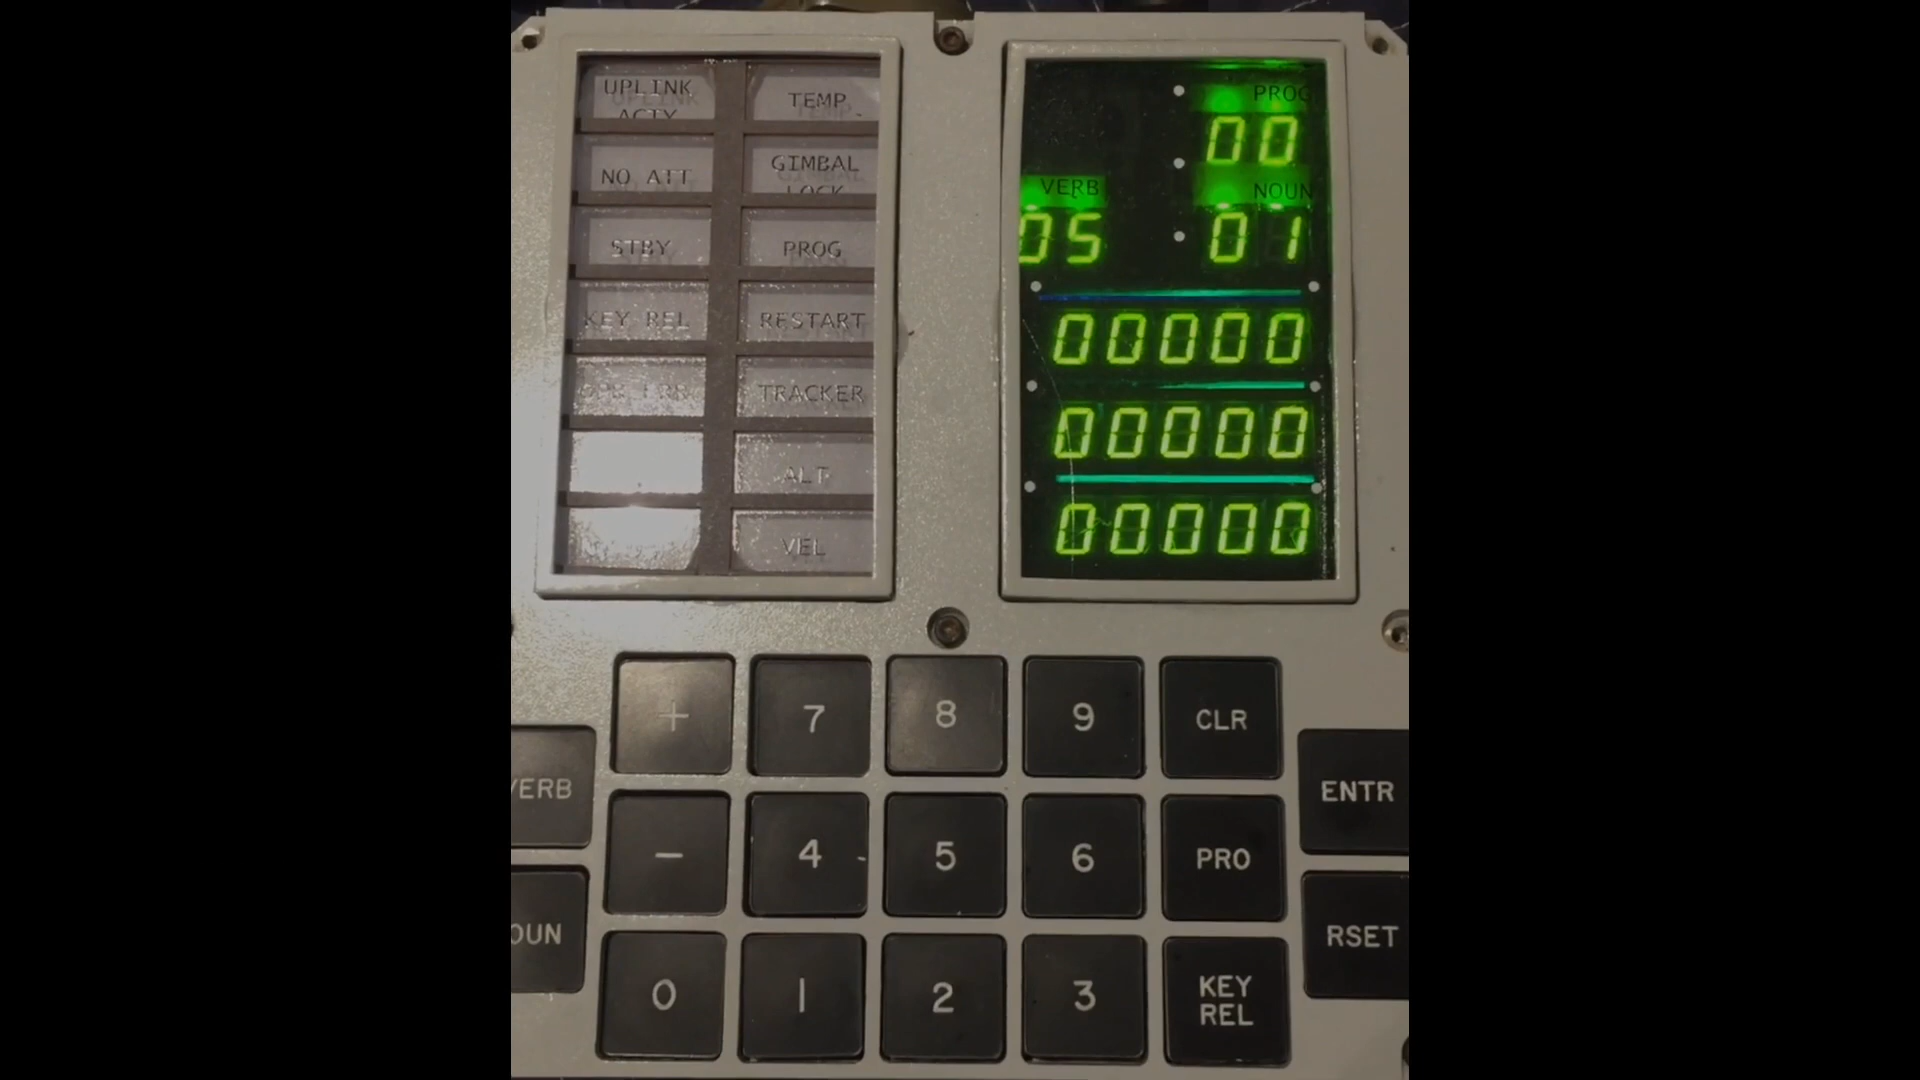 UPLINK
ACTY
TEMP
NO ATT
GIMBAL
LOCK
STBY
PROG
KEY REL
RESTART
OPR ERR
TRACKER
ALT
VEL
PROG
00
VERB
NOUN
05
01
00000
00000
00000
+
7
8
9
CLR
VERB
ENTR
-
4
5
6
PRO
NOUN
RSET
0
1
2
3
KEY
REL